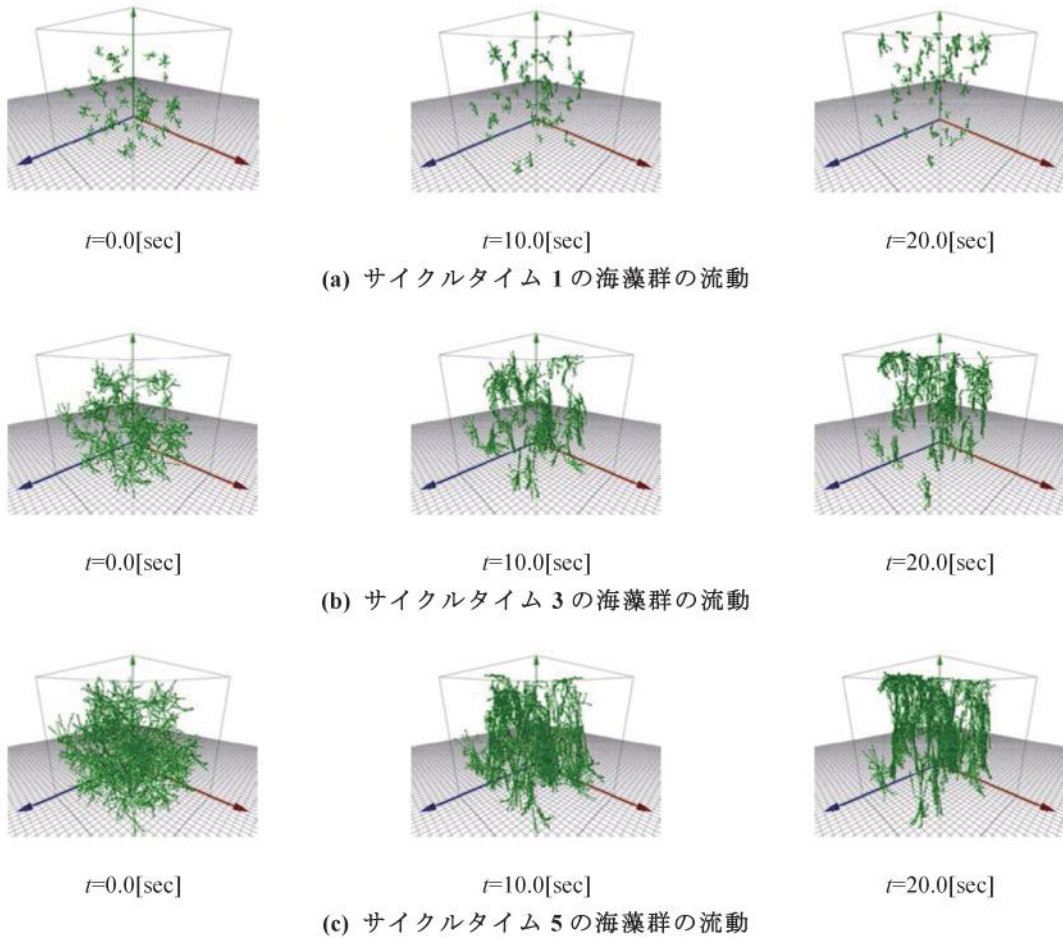 t=0.0[sec] t=10.0[sec] t=20.0[sec]
(a) サイクルタイム 1 の海藻群の流動
t=0.0[sec] t=10.0[sec] t=20.0[sec]
(b) サイクルタイム 3 の海藻群の流動
t=0.0[sec] t=10.0[sec] t=20.0[sec]
(c) サイクルタイム 5 の海藻群の流動